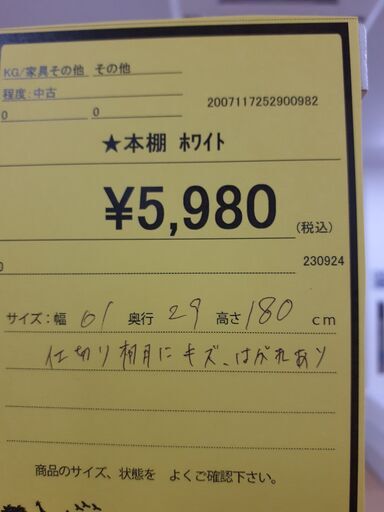 KG/家具その他 その他
程度:中古
0 0
2007117252900982
★本棚 ホワイト
¥5,980
(税込)
0 230924
サイズ:幅 61 奥行 29 高さ 180 cm
仕切り棚に キズ、はがれあり
商品のサイズ、状態を よくご確認下さい。